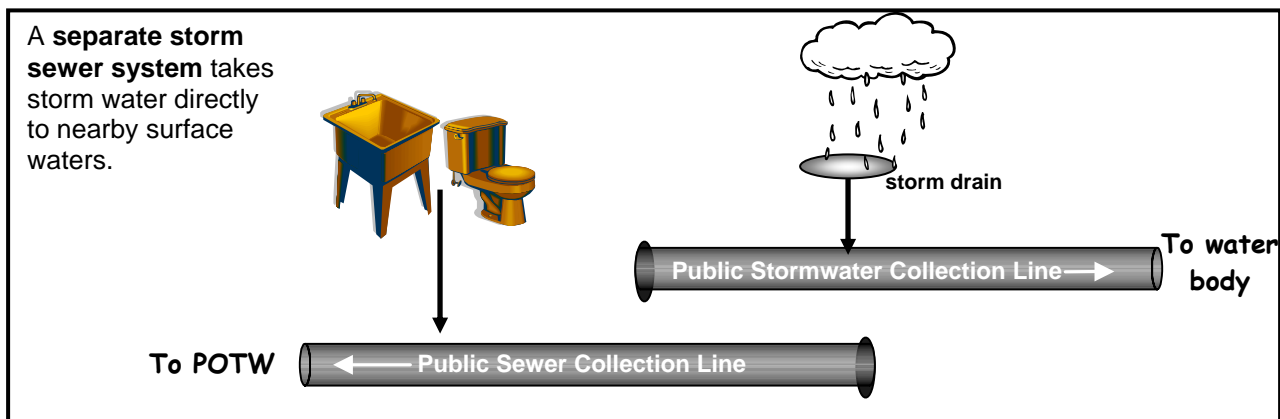 A separate storm
sewer system takes
storm water directly
to nearby surface
waters.
storm drain
Public Stormwater Collection Line
To water
body
To POTW
Public Sewer Collection Line